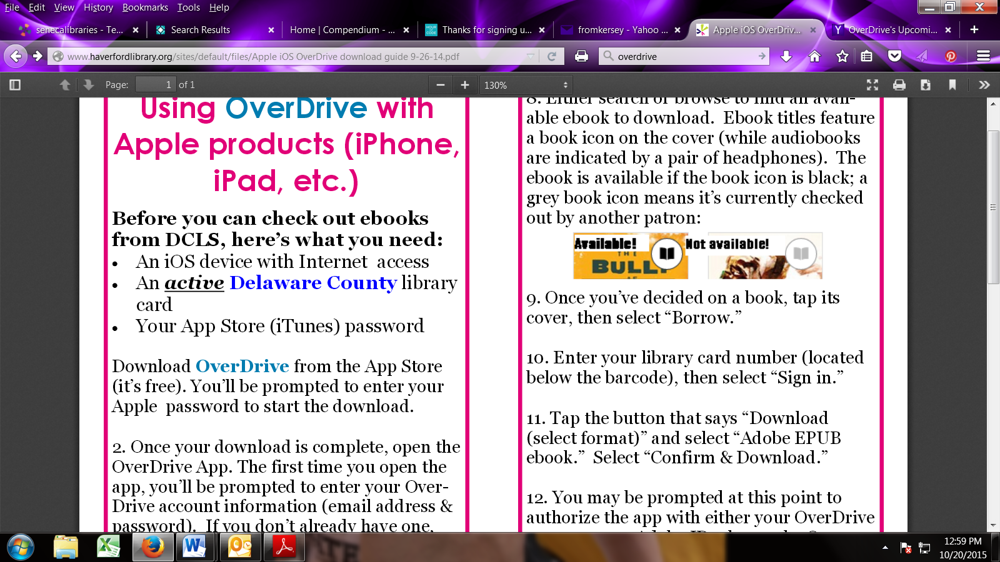 File Edit View History Bookmarks Tools Help
senecalibraries - Te... Search Results Home | Compendium - ... Thanks for signing u... fromkersey - Yahoo ... Apple iOS OverDriv... OverDrive's Upcomi...
www.haverfordlibrary.org/sites/default/files/Apple iOS OverDrive download guide 9-26-14.pdf
overdrive
Page: 1 of 1
130%
Using OverDrive with
Apple products (iPhone,
iPad, etc.)
Before you can check out ebooks
from DCLS, here’s what you need:
• An iOS device with Internet access
• An active Delaware County library
card
• Your App Store (iTunes) password
Download OverDrive from the App Store
(it’s free). You’ll be prompted to enter your
Apple password to start the download.
2. Once your download is complete, open the
OverDrive App. The first time you open the
app, you’ll be prompted to enter your Over-
Drive account information (email address &
password). If you don’t already have one,
8. Either search or browse to find an avail-
able ebook to download. Ebook titles feature
a book icon on the cover (while audiobooks
are indicated by a pair of headphones). The
ebook is available if the book icon is black; a
grey book icon means it’s currently checked
out by another patron:
Available! Not available!
THE
BULLY
9. Once you’ve decided on a book, tap its
cover, then select “Borrow.”
10. Enter your library card number (located
below the barcode), then select “Sign in.”
11. Tap the button that says “Download
(select format)” and select “Adobe EPUB
ebook.” Select “Confirm & Download.”
12. You may be prompted at this point to
authorize the app with either your OverDrive
12:59 PM
10/20/2015